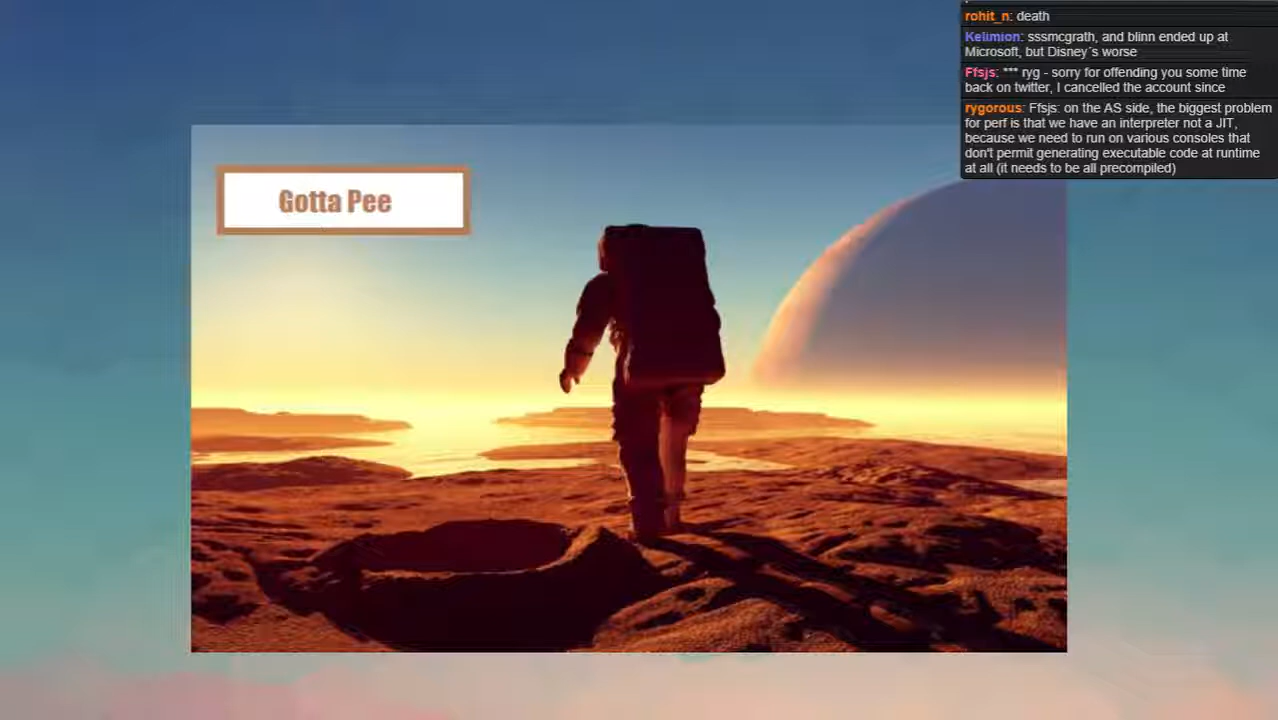 rohit_n: death
Kelimion: sssmcgrath, and blinn ended up at
Microsoft, but Disney´s worse
Ffsjs: *** ryg - sorry for offending you some time
back on twitter, I cancelled the account since
rygorous: Ffsjs: on the AS side, the biggest problem
for perf is that we have an interpreter not a JIT,
because we need to run on various consoles that
don't permit generating executable code at runtime
at all (it needs to be all precompiled)
Gotta Pee